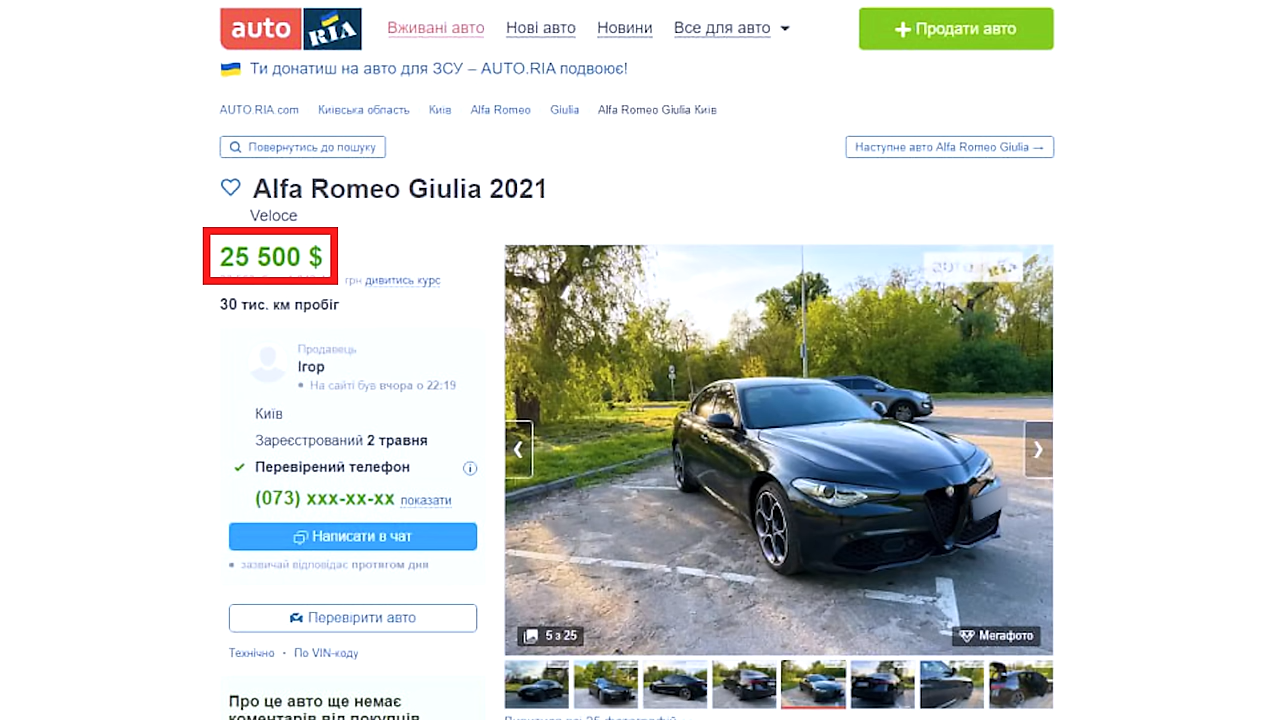 auto RIA
Вживані авто Нові авто Новини Все для авто
Продати авто
Ти донатиш на авто для ЗСУ – AUTO.RIA подвоює!
AUTO.RIA.com Київська область Київ Alfa Romeo Giulia Alfa Romeo Giulia Київ
Повернутись до пошуку
Наступне авто Alfa Romeo Giulia →
Alfa Romeo Giulia 2021
Veloce
25 500 $
грн дивитись курс
30 тис. км пробіг
Продавець
Ігор
На сайті був вчора о 22:19
Київ
Зареєстрований 2 травня
Перевірений телефон
(073) xxx-xx-xx показати
Написати в чат
зазвичай відповідає протягом дня
Перевірити авто
Технічно · По VIN-коду
Про це авто ще немає
коментарів від покупців
5 з 25
Мегафото